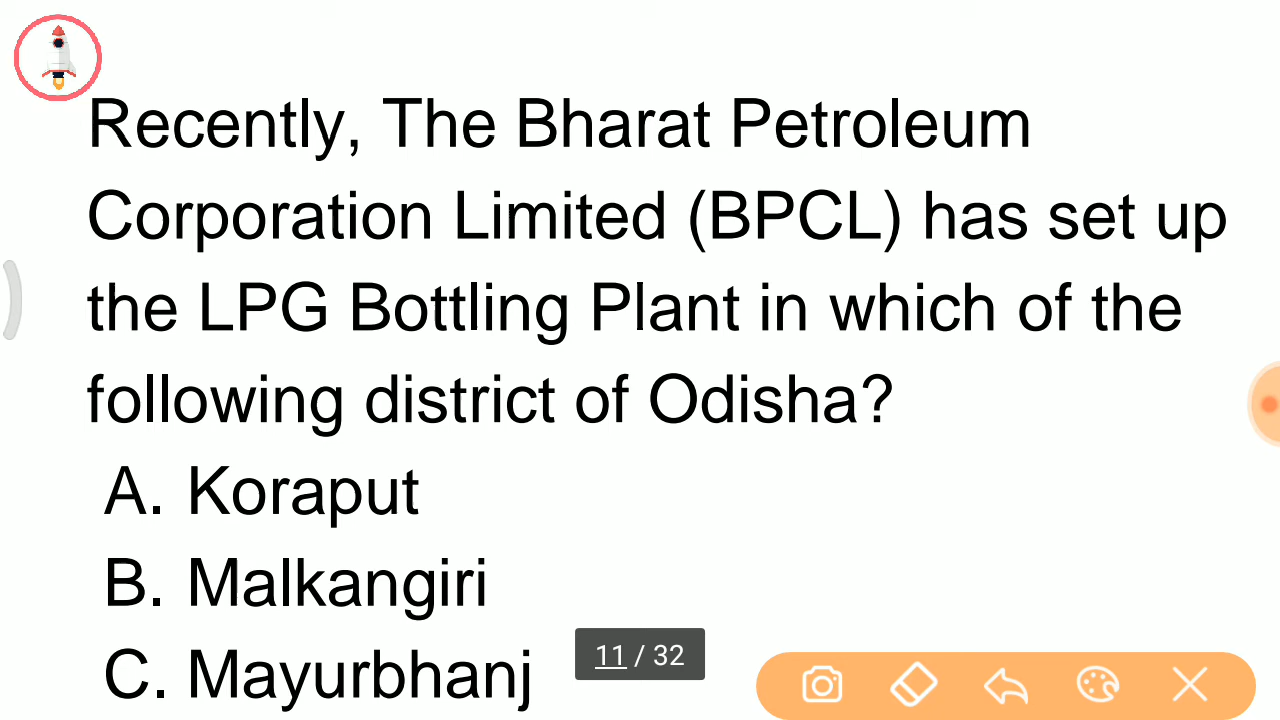 Recently, The Bharat Petroleum
Corporation Limited (BPCL) has set up
the LPG Bottling Plant in which of the
following district of Odisha?
A. Koraput
B. Malkangiri
C. Mayurbhanj
11 / 32